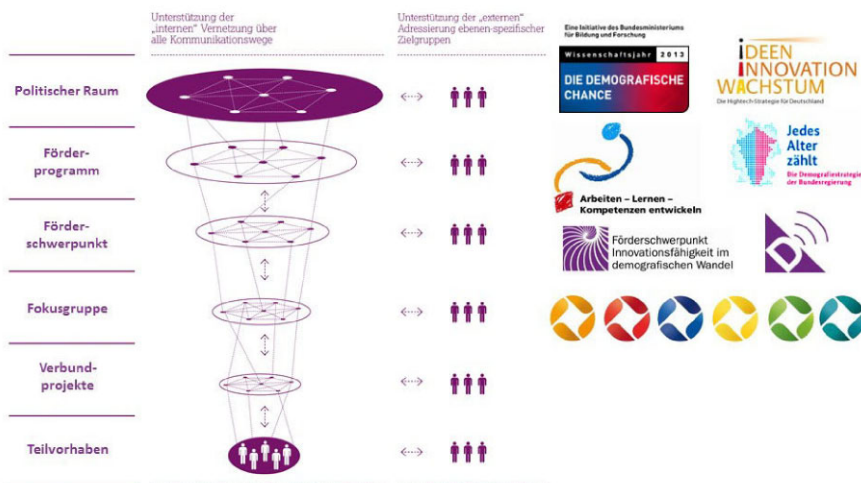 Unterstützung der
„internen" Vernetzung über
alle Kommunikationswege
Unterstützung der „externen"
Adressierung ebenen-spezifischer
Zielgruppen
Politischer Raum
Förder-
programm
Förder-
schwerpunkt
Fokusgruppe
Verbund-
projekte
Teilvorhaben
Eine Initiative des Bundesministeriums
für Bildung und Forschung
Wissenschaftsjahr 2013
DIE DEMOGRAFISCHE
CHANCE
IDEEN
INNOVATION
WACHSTUM
Die Hightech-Strategie für Deutschland
Arbeiten – Lernen –
Kompetenzen entwickeln
Jedes
Alter
zählt
Die Demografiestrategie
der Bundesregierung
Förderschwerpunkt
Innovationsfähigkeit im
demografischen Wandel
D